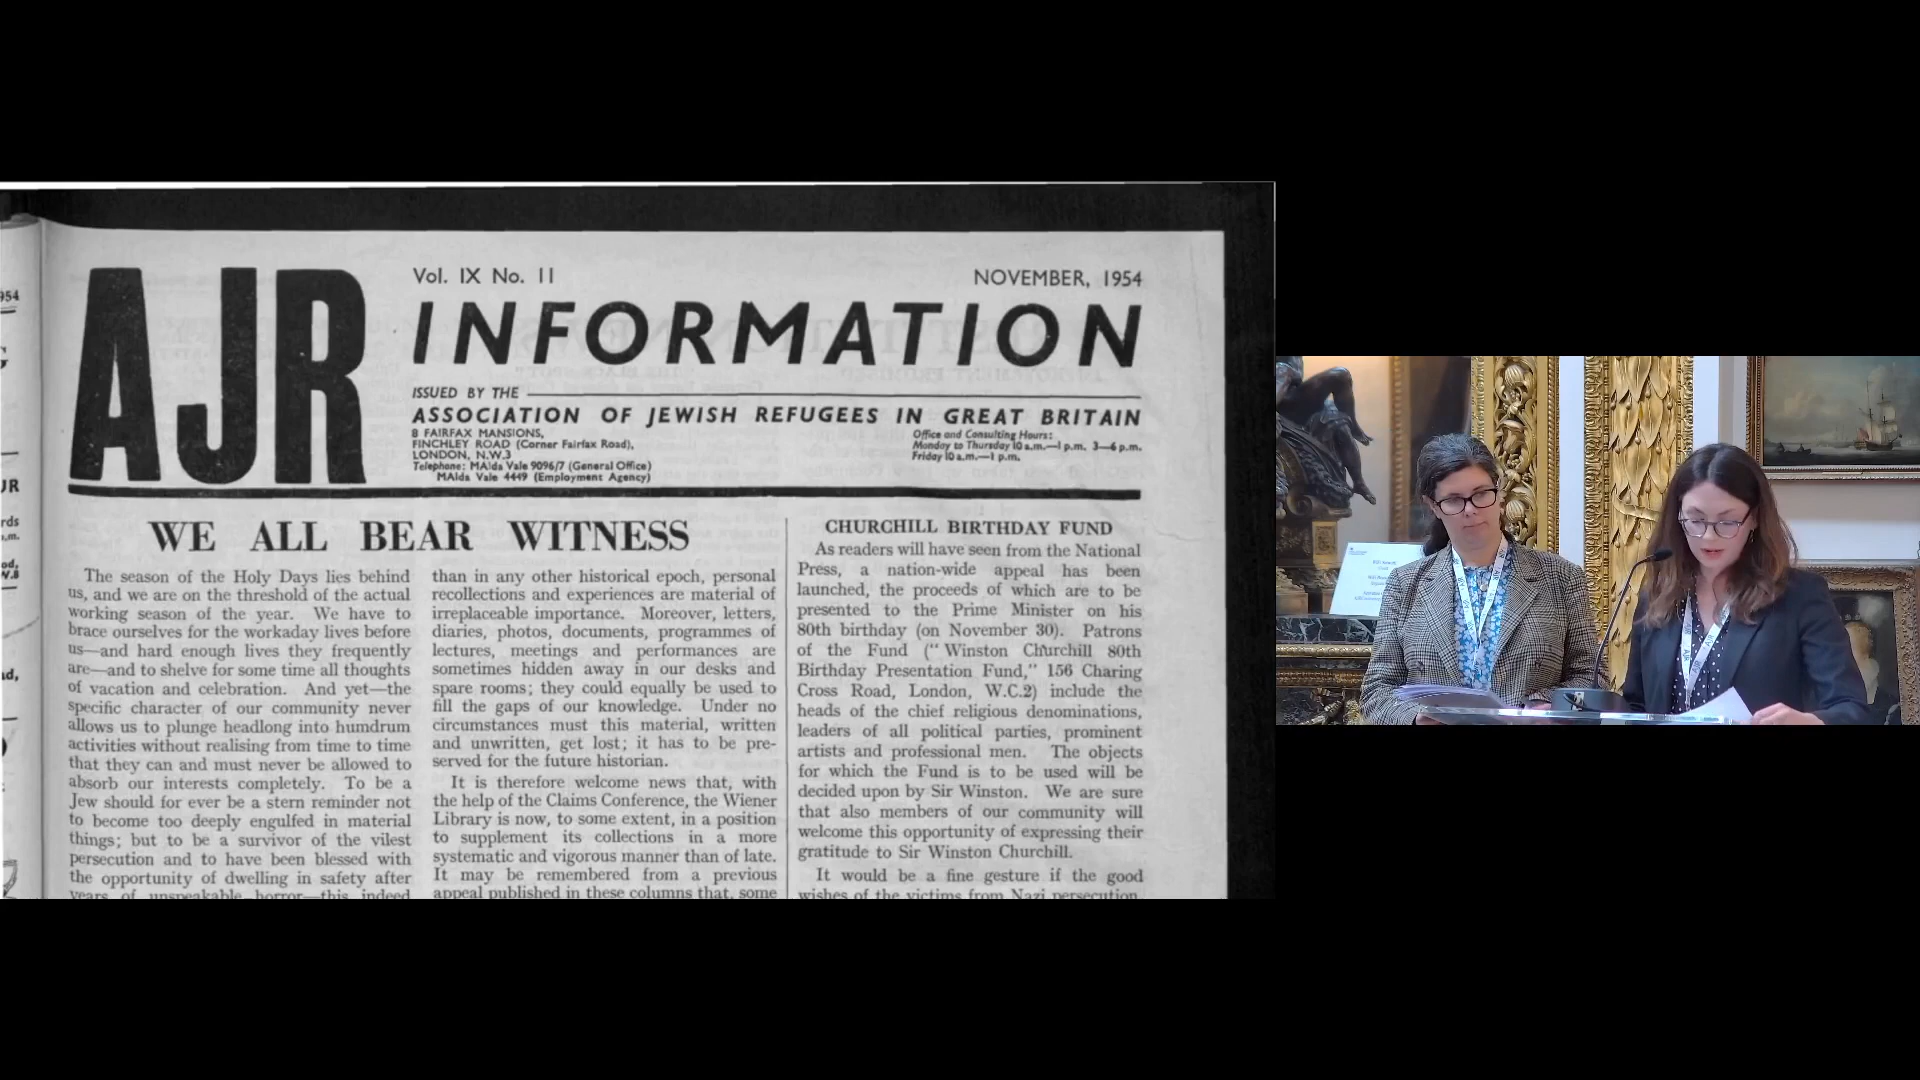 AJR
Vol. IX No. 11
NOVEMBER, 1954
INFORMATION
ISSUED BY THE
ASSOCIATION OF JEWISH REFUGEES IN GREAT BRITAIN
8 FAIRFAX MANSIONS,
FINCHLEY ROAD (Corner Fairfax Road),
LONDON, N.W.3
Telephone: MAIda Vale 9096/7 (General Office)
MAIda Vale 4449 (Employment Agency)
Office and Consulting Hours:
Monday to Thursday 10 a.m.—1 p.m. 3—6 p.m.
Friday 10 a.m.—1 p.m.
WE ALL BEAR WITNESS
The season of the Holy Days lies behind
us, and we are on the threshold of the actual
working season of the year. We have to
brace ourselves for the workaday lives before
us—and hard enough lives they frequently
are—and to shelve for some time all thoughts
of vacation and celebration. And yet—the
specific character of our community never
allows us to plunge headlong into humdrum
activities without realising from time to time
that they can and must never be allowed to
absorb our interests completely. To be a
Jew should for ever be a stern reminder not
to become too deeply engulfed in material
things; but to be a survivor of the vilest
persecution and to have been blessed with
the opportunity of dwelling in safety after
years of unspeakable horror—this indeed
than in any other historical epoch, personal
recollections and experiences are material of
irreplaceable importance. Moreover, letters,
diaries, photos, documents, programmes of
lectures, meetings and performances are
sometimes hidden away in our desks and
spare rooms; they could equally be used to
fill the gaps of our knowledge. Under no
circumstances must this material, written
and unwritten, get lost; it has to be pre-
served for the future historian.
It is therefore welcome news that, with
the help of the Claims Conference, the Wiener
Library is now, to some extent, in a position
to supplement its collections in a more
systematic and vigorous manner than of late.
It may be remembered from a previous
appeal published in these columns that, some
CHURCHILL BIRTHDAY FUND
As readers will have seen from the National
Press, a nation-wide appeal has been
launched, the proceeds of which are to be
presented to the Prime Minister on his
80th birthday (on November 30). Patrons
of the Fund (" Winston Churchill 80th
Birthday Presentation Fund," 156 Charing
Cross Road, London, W.C.2) include the
heads of the chief religious denominations,
leaders of all political parties, prominent
artists and professional men. The objects
for which the Fund is to be used will be
decided upon by Sir Winston. We are sure
that also members of our community will
welcome this opportunity of expressing their
gratitude to Sir Winston Churchill.
It would be a fine gesture if the good
wishes of the victims from Nazi persecution